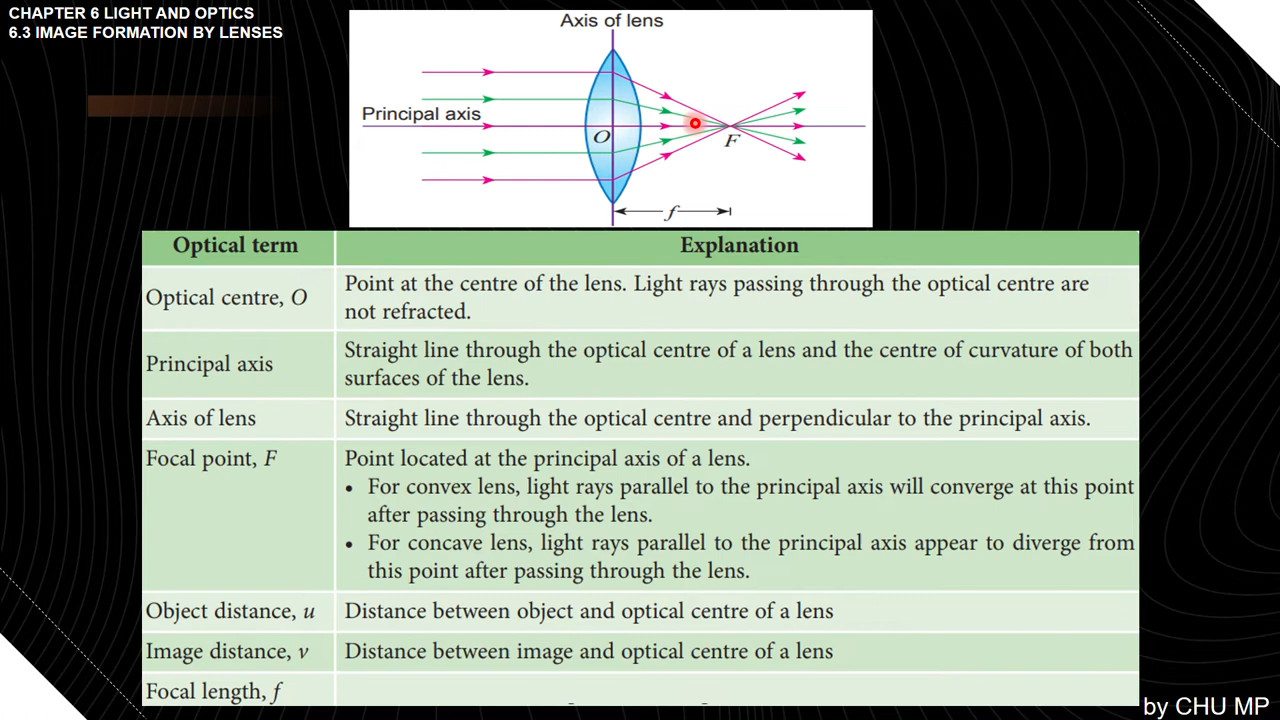 CHAPTER 6 LIGHT AND OPTICS
6.3 IMAGE FORMATION BY LENSES
Axis of lens
Principal axis
O
F
f
Optical term
Explanation
Optical centre, O
Point at the centre of the lens. Light rays passing through the optical centre are
not refracted.
Principal axis
Straight line through the optical centre of a lens and the centre of curvature of both
surfaces of the lens.
Axis of lens
Straight line through the optical centre and perpendicular to the principal axis.
Focal point, F
Point located at the principal axis of a lens.
• For convex lens, light rays parallel to the principal axis will converge at this point
after passing through the lens.
• For concave lens, light rays parallel to the principal axis appear to diverge from
this point after passing through the lens.
Object distance, u
Distance between object and optical centre of a lens
Image distance, v
Distance between image and optical centre of a lens
Focal length, f
by CHU MP